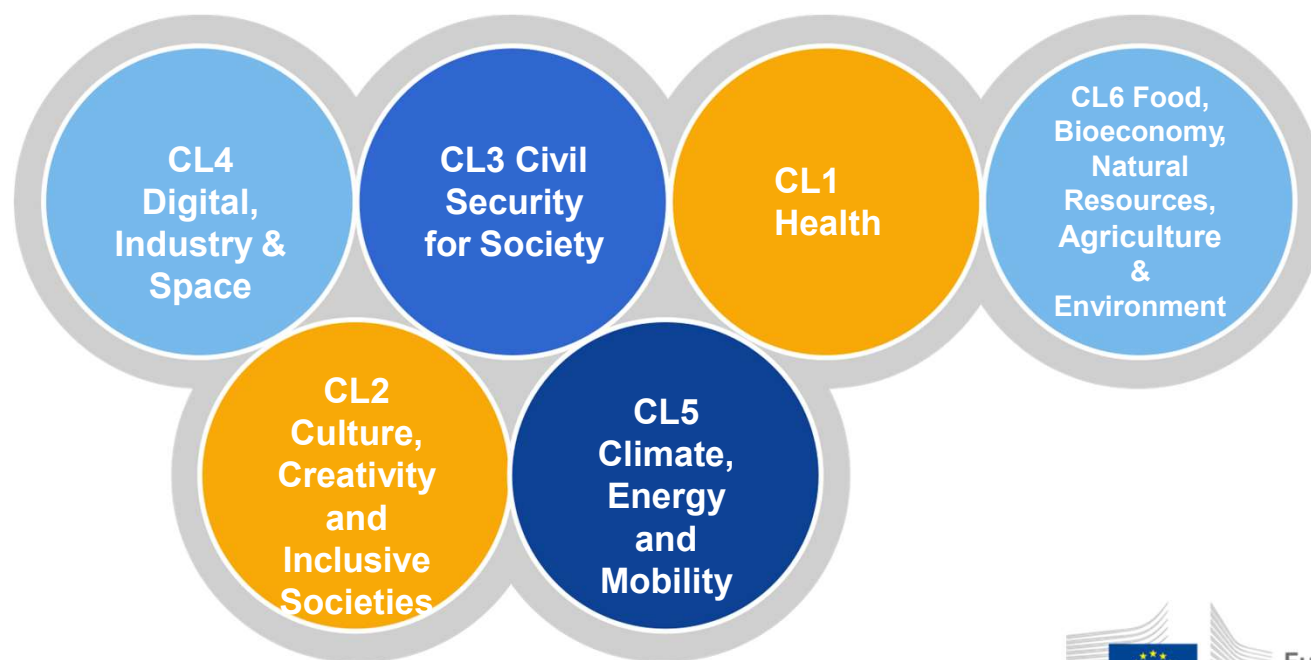 CL4
Digital,
Industry &
Space
CL3 Civil
Security
for Society
CL1
Health
CL6 Food,
Bioeconomy,
Natural
Resources,
Agriculture
&
Environment
CL2
Culture,
Creativity
and
Inclusive
Societies
CL5
Climate,
Energy
and
Mobility